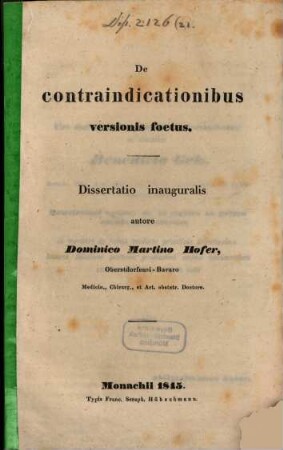 Diss. 2126 (2).
De
contraindicationibus
versionis foetus.
Dissertatio inauguralis
autore
Dominico Martino Hofer,
Oberstdorfensi-Bavaro
Medicin., Chirurg., et Art. obstetr. Doctore.
Monachii 1845.
Typis Franc. Seraph. Hübschmann.